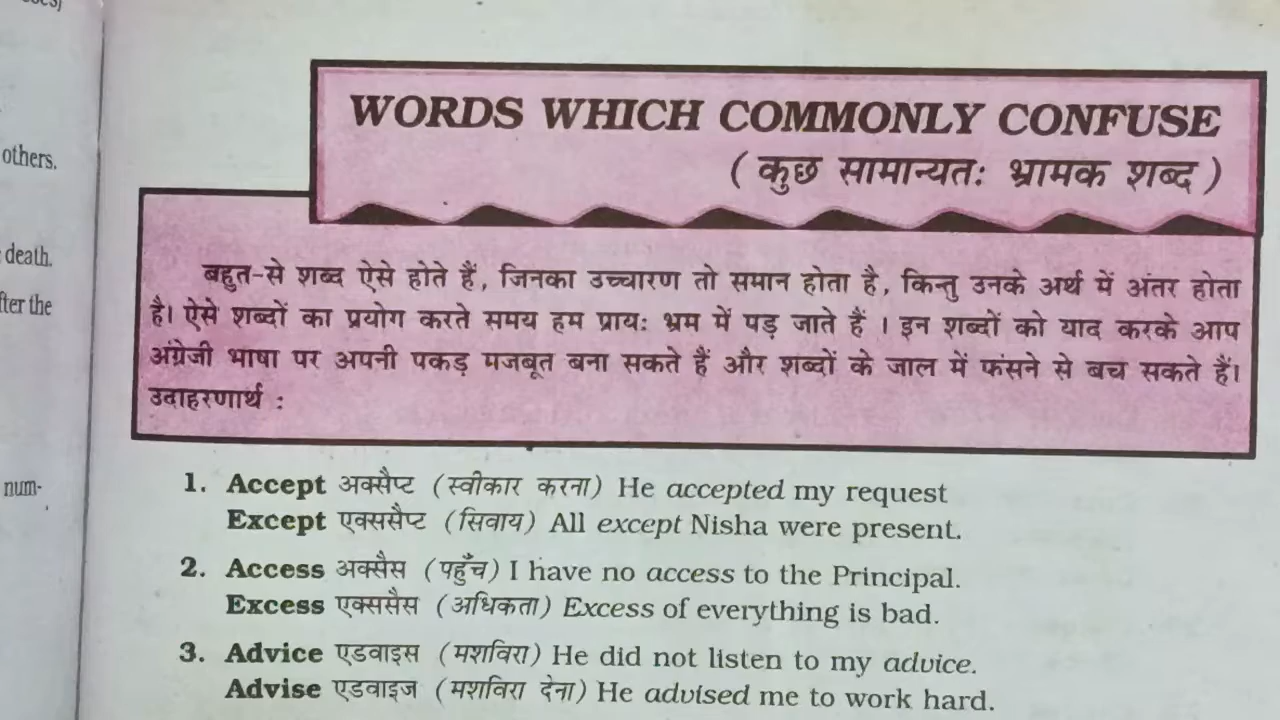 others.
death.
fter the
num-
WORDS WHICH COMMONLY CONFUSE
( कुछ सामान्यतः भ्रामक शब्द )
बहुत-से शब्द ऐसे होते हैं, जिनका उच्चारण तो समान होता है, किन्तु उनके अर्थ में अंतर होता
है। ऐसे शब्दों का प्रयोग करते समय हम प्रायः भ्रम में पड़ जाते हैं । इन शब्दों को याद करके आप
अंग्रेजी भाषा पर अपनी पकड़ मजबूत बना सकते हैं और शब्दों के जाल में फंसने से बच सकते हैं।
उदाहरणार्थ :
1. Accept अक्सैप्ट (स्वीकार करना) He accepted my request
Except एक्ससैप्ट (सिवाय) All except Nisha were present.
2. Access अक्सैस (पहुँच) I have no access to the Principal.
Excess एक्ससैस (अधिकता) Excess of everything is bad.
3. Advice एडवाइस (मशविरा) He did not listen to my advice.
Advise एडवाइज (मशविरा देना) He advised me to work hard.